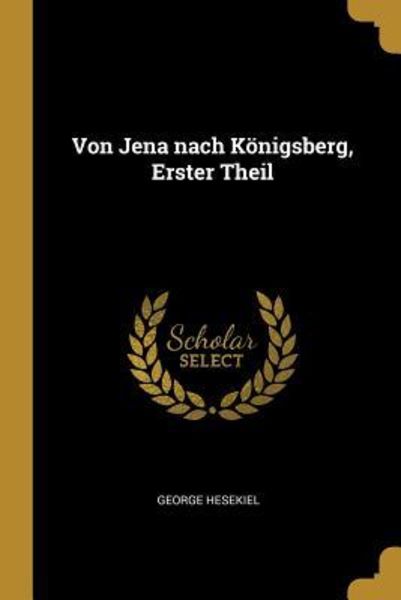 Von Jena nach Königsberg,
Erster Theil
Scholar
SELECT
GEORGE HESEKIEL